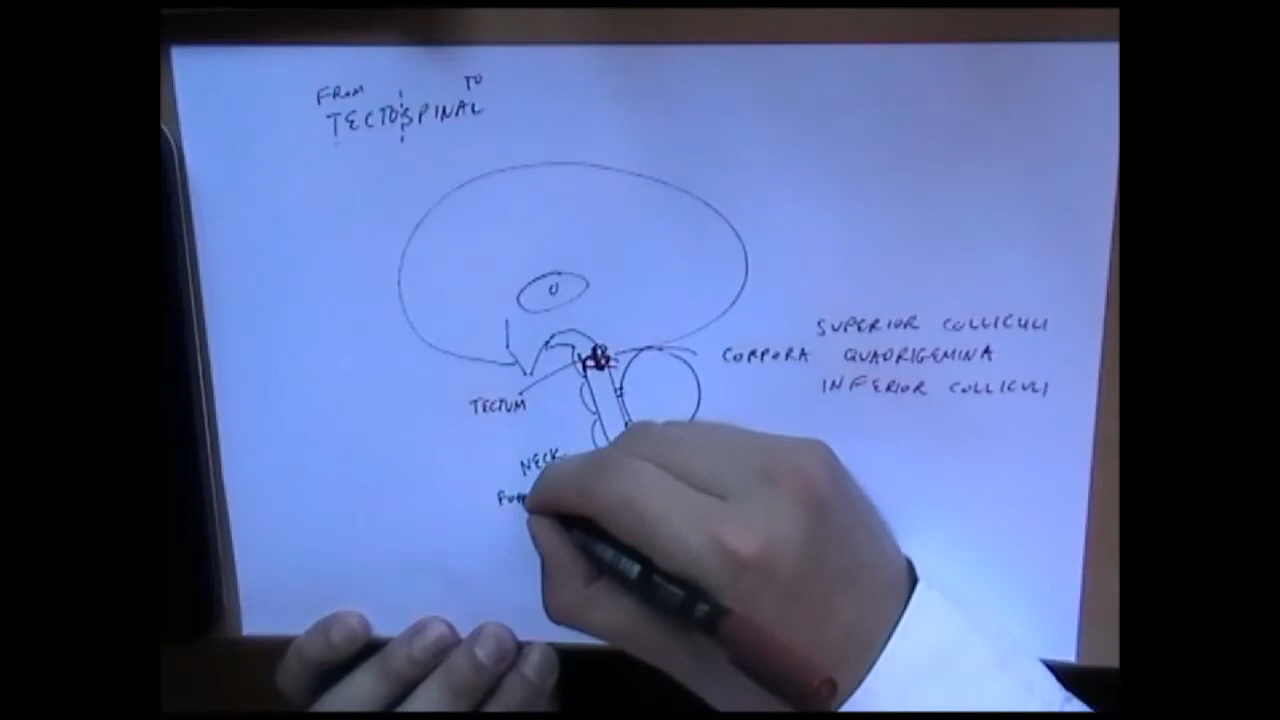 FROM TO
TECTOSPINAL
SUPERIOR COLLICULI
CORPORA QUADRIGEMINA
INFERIOR COLLICULI
TECTUM
NECK